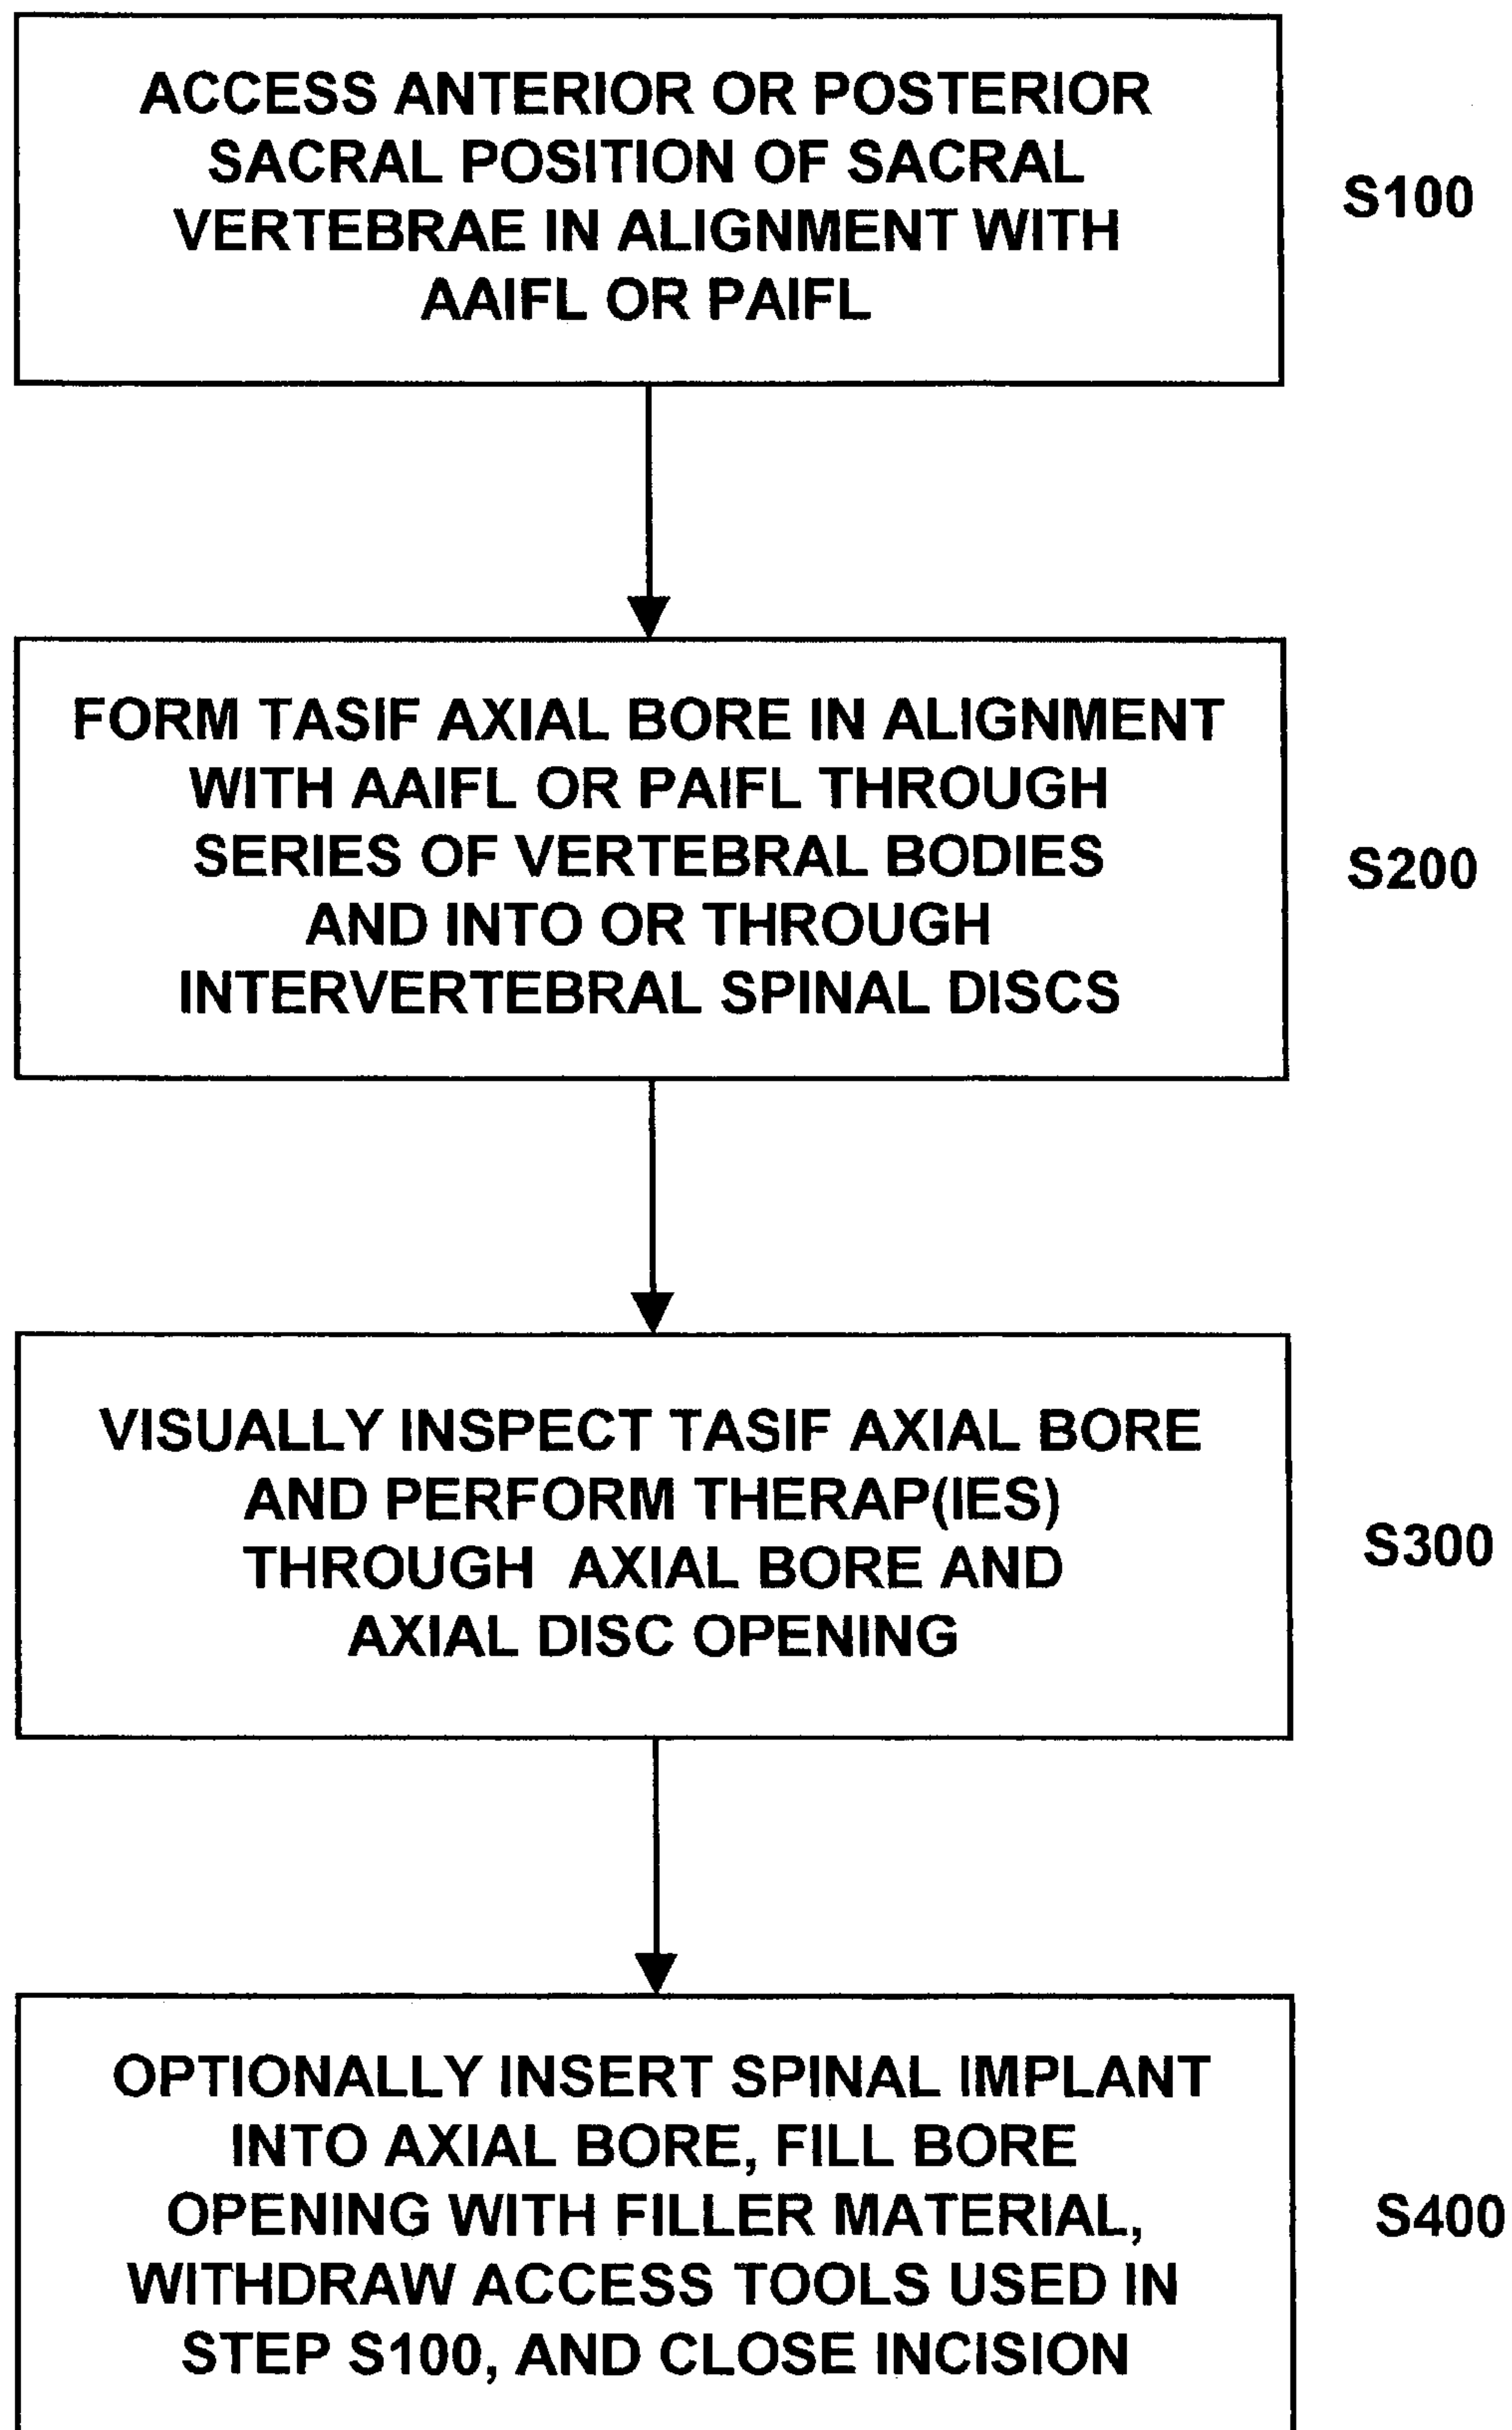 ACCESS ANTERIOR OR POSTERIOR
SACRAL POSITION OF SACRAL
VERTEBRAE IN ALIGNMENT WITH
AAIFL OR PAIFL
S100
FORM TASIF AXIAL BORE IN ALIGNMENT
WITH AAIFL OR PAIFL THROUGH
SERIES OF VERTEBRAL BODIES
AND INTO OR THROUGH
INTERVERTEBRAL SPINAL DISCS
S200
VISUALLY INSPECT TASIF AXIAL BORE
AND PERFORM THERAP(IES)
THROUGH AXIAL BORE AND
AXIAL DISC OPENING
S300
OPTIONALLY INSERT SPINAL IMPLANT
INTO AXIAL BORE, FILL BORE
OPENING WITH FILLER MATERIAL,
WITHDRAW ACCESS TOOLS USED IN
STEP S100, AND CLOSE INCISION
S400